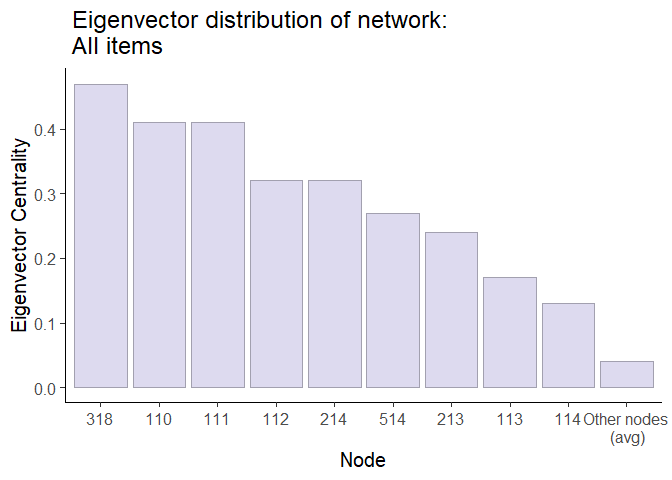 Eigenvector distribution of network:
All items
Eigenvector Centrality
0.4
0.3
0.2
0.1
0.0
318 110 111 112 214 514 213 113 114 Other nodes
(avg)
Node